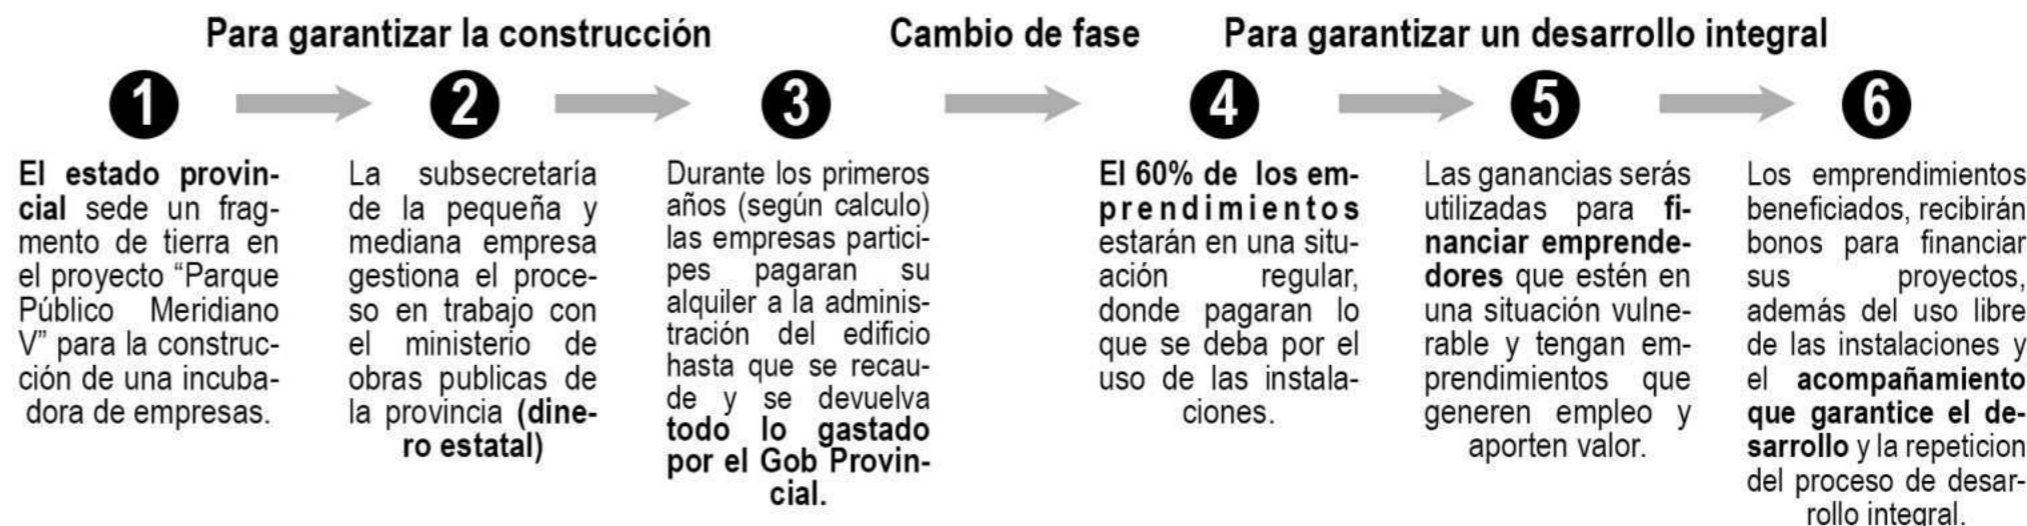 Para garantizar la construcción
Cambio de fase
Para garantizar un desarrollo integral
1
2
3
4
5
6
El estado provin-
cial sede un frag-
mento de tierra en
el proyecto “Parque
Público Meridiano
V” para la construc-
ción de una incuba-
dora de empresas.
La subsecretaría
de la pequeña y
mediana empresa
gestiona el proce-
so en trabajo con
el ministerio de
obras publicas de
la provincia (dine-
ro estatal)
Durante los primeros
años (según calculo)
las empresas partici-
pes pagaran su
alquiler a la adminis-
tración del edificio
hasta que se recau-
de y se devuelva
todo lo gastado
por el Gob Provin-
cial.
El 60% de los em-
prendimientos
estarán en una situ-
ación regular,
donde pagaran lo
que se deba por el
uso de las instala-
ciones.
Las ganancias serás
utilizadas para fi-
nanciar emprende-
dores que estén en
una situación vulne-
rable y tengan em-
prendimientos que
generen empleo y
aporten valor.
Los emprendimientos
beneficiados, recibirán
bonos para financiar
sus proyectos,
además del uso libre
de las instalaciones y
el acompañamiento
que garantice el de-
sarrollo y la repeticion
del proceso de desar-
rollo integral.